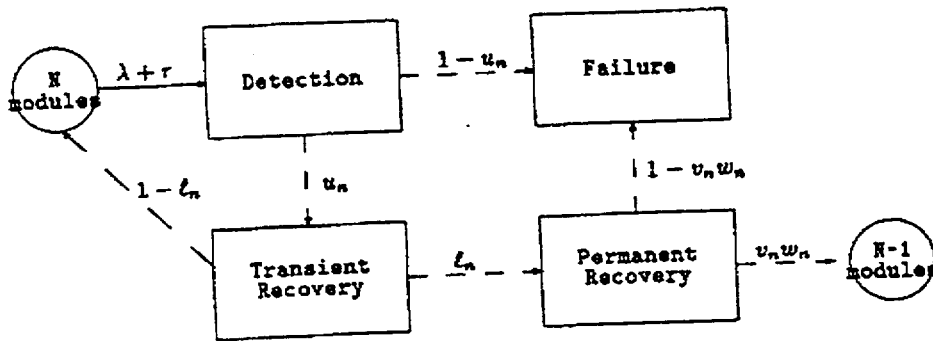 N
modules
λ + τ
Detection
1 - u_n
Failure
1 - ℓ_n
u_n
1 - v_n w_n
Transient
Recovery
ℓ_n
Permanent
Recovery
v_n w_n
N-1
modules